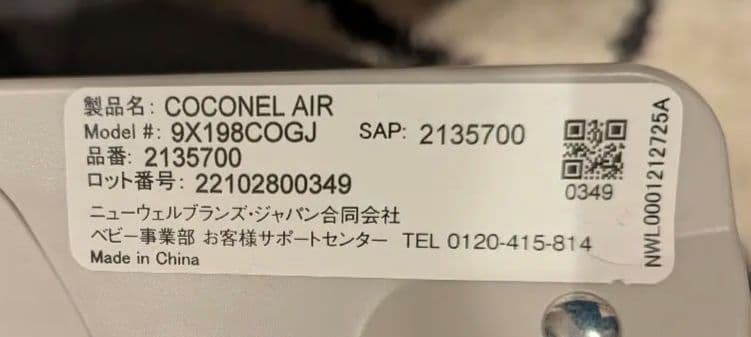 製品名: COCONEL AIR
Model #: 9X198COGJ SAP: 2135700
品番: 2135700
ロット番号: 22102800349
0349
ニューウェルブランズ・ジャパン合同会社
ベビー事業部 お客様サポートセンター TEL 0120-415-814
Made in China
NWL0001212725A